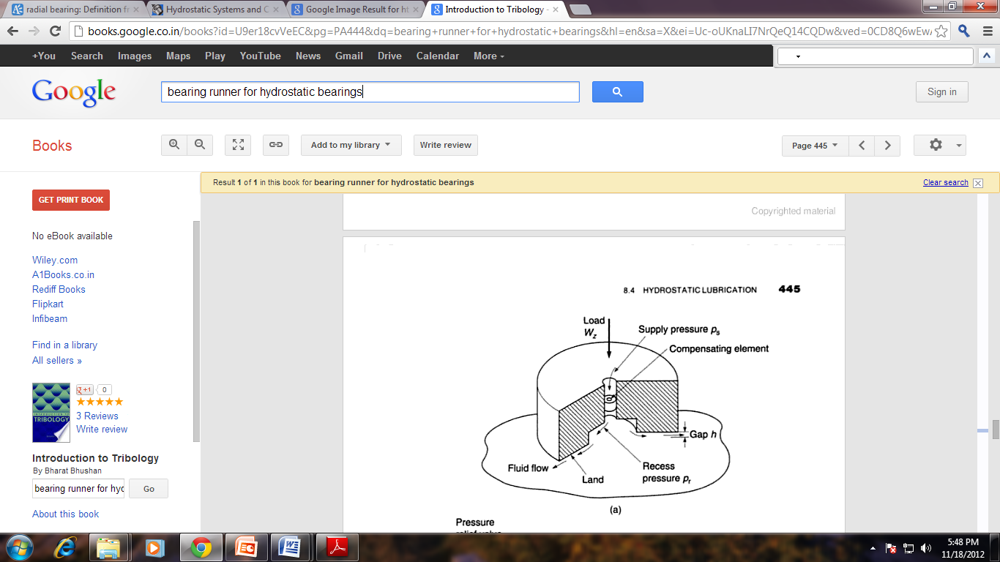 radial bearing: Definition fr
Hydrostatic Systems and C
Google Image Result for ht
Introduction to Tribology -
books.google.co.in/books?id=U9er18cvVeEC&pg=PA444&dq=bearing+runner+for+hydrostatic+bearings&hl=en&sa=X&ei=Uc-oUKnaLI7NrQeQ14CQDw&ved=0CD8Q6wEwA
+You Search Images Maps Play YouTube News Gmail Drive Calendar More
Google
bearing runner for hydrostatic bearings
Sign in
Books
Add to my library
Write review
Page 445
Result 1 of 1 in this book for bearing runner for hydrostatic bearings
Clear search
GET PRINT BOOK
No eBook available
Wiley.com
A1Books.co.in
Rediff Books
Flipkart
Infibeam
Find in a library
All sellers »
+1 0
3 Reviews
Write review
TRIBOLOGY
Introduction to Tribology
By Bharat Bhushan
bearing runner for hyd
Go
About this book
Copyrighted material
8.4 HYDROSTATIC LUBRICATION 445
Load
Wz
Supply pressure ps
Compensating element
Gap h
Fluid flow
Land
Recess
pressure pr
(a)
Pressure
relief valve
5:48 PM
11/18/2012